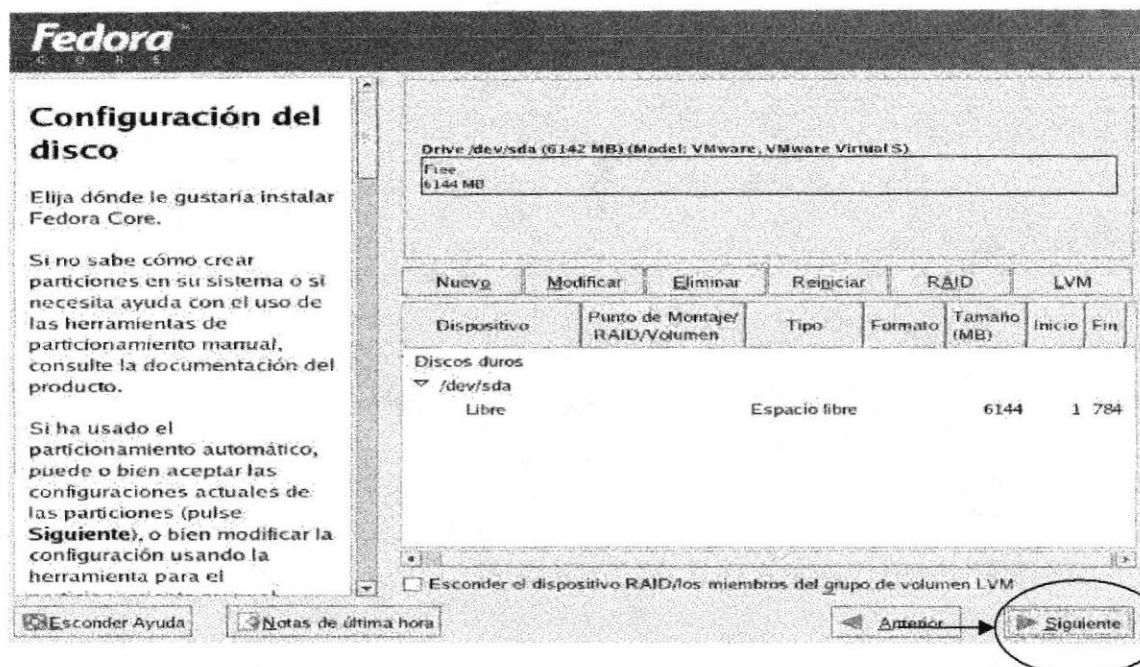 Fedora
C O R E
Configuración del
disco
Elija dónde le gustaría instalar
Fedora Core.
Si no sabe cómo crear
particiones en su sistema o si
necesita ayuda con el uso de
las herramientas de
particionamiento manual,
consulte la documentación del
producto.
Si ha usado el
particionamiento automático,
puede o bien aceptar las
configuraciones actuales de
las particiones (pulse
Siguiente), o bien modificar la
configuración usando la
herramienta para el
Drive /dev/sda (6142 MB) (Model: VMware, VMware Virtual S)
Free
6144 MB
Nuevo Modificar Eliminar Reiniciar RAID LVM
Dispositivo Punto de Montaje/ RAID/Volumen Tipo Formato Tamaño (MB) Inicio Fin
Discos duros
/dev/sda
Libre Espacio libre 6144 1 784
Esconder el dispositivo RAID/los miembros del grupo de volumen LVM
Esconder Ayuda Notas de última hora Anterior Siguiente